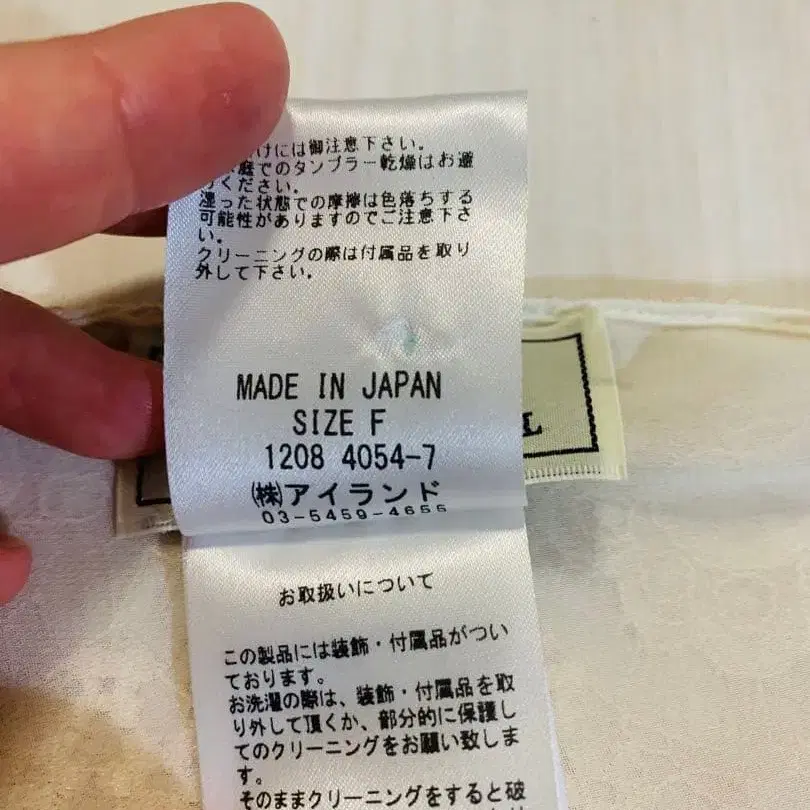 けには御注意下さい。
庭でのタンブラー乾燥はお避
けください。
湿った状態での摩擦は色落ちする
可能性がありますのでご注意下さ
い。
クリーニングの際は付属品を取り
外して下さい。
MADE IN JAPAN
SIZE F
1208 4054-7
㈱アイランド
03-5459-4655
L
お取扱いについて
この製品には装飾・付属品がつい
ております。
お洗濯の際は、装飾・付属品を取
り外して頂くか、部分的に保護し
てのクリーニングをお願い致しま
す。
そのままクリーニングをすると破